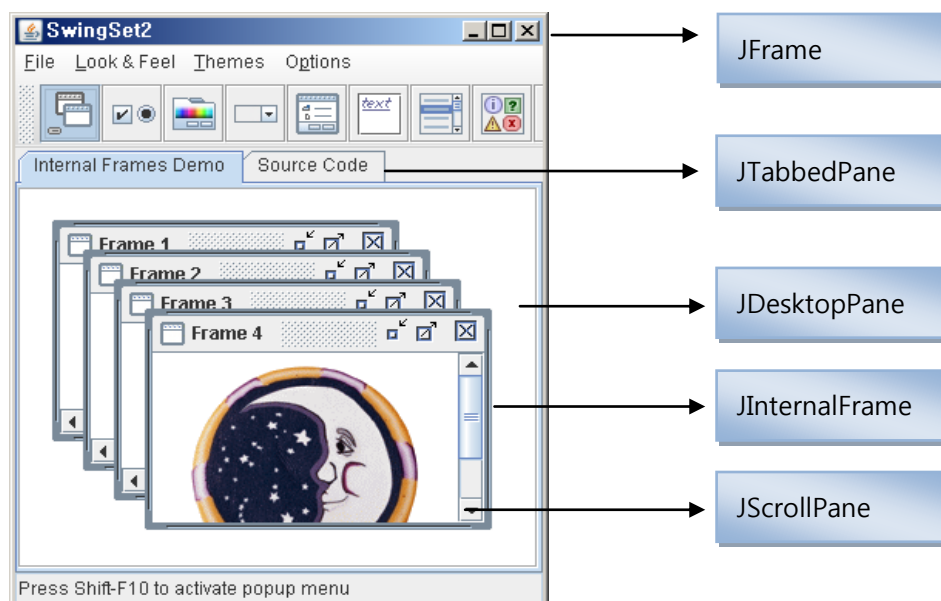 SwingSet2
File Look & Feel Themes Options
text
Internal Frames Demo Source Code
Frame 1
Frame 2
Frame 3
Frame 4
Press Shift-F10 to activate popup menu
JFrame
JTabbedPane
JDesktopPane
JInternalFrame
JScrollPane